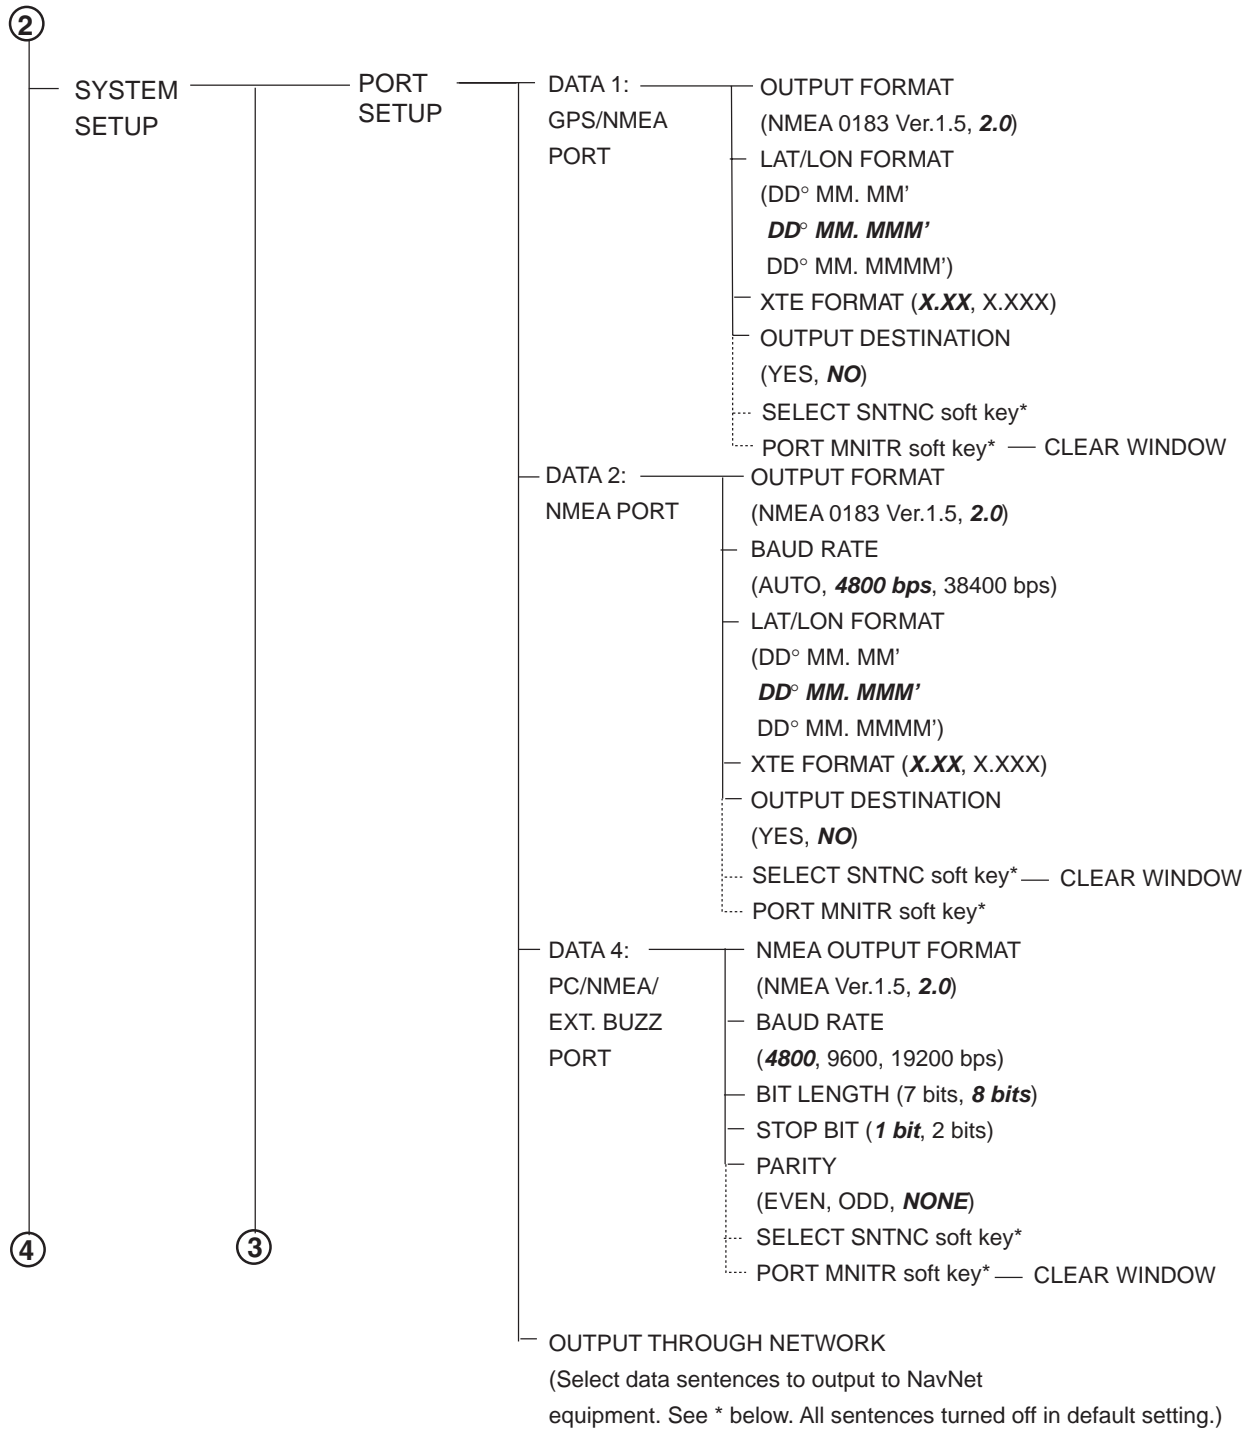 2
SYSTEM
SETUP
PORT
SETUP
DATA 1:
GPS/NMEA
PORT
OUTPUT FORMAT
(NMEA 0183 Ver.1.5, 2.0)
LAT/LON FORMAT
(DD° MM. MM'
DD° MM. MMM'
DD° MM. MMMM')
XTE FORMAT (X.XX, X.XXX)
OUTPUT DESTINATION
(YES, NO)
SELECT SNTNC soft key*
PORT MNITR soft key* CLEAR WINDOW
DATA 2:
NMEA PORT
OUTPUT FORMAT
(NMEA 0183 Ver.1.5, 2.0)
BAUD RATE
(AUTO, 4800 bps, 38400 bps)
LAT/LON FORMAT
(DD° MM. MM'
DD° MM. MMM'
DD° MM. MMMM')
XTE FORMAT (X.XX, X.XXX)
OUTPUT DESTINATION
(YES, NO)
SELECT SNTNC soft key* CLEAR WINDOW
PORT MNITR soft key*
DATA 4:
PC/NMEA/
EXT. BUZZ
PORT
NMEA OUTPUT FORMAT
(NMEA Ver.1.5, 2.0)
BAUD RATE
(4800, 9600, 19200 bps)
BIT LENGTH (7 bits, 8 bits)
STOP BIT (1 bit, 2 bits)
PARITY
(EVEN, ODD, NONE)
SELECT SNTNC soft key*
PORT MNITR soft key* CLEAR WINDOW
4
3
OUTPUT THROUGH NETWORK
(Select data sentences to output to NavNet
equipment. See * below. All sentences turned off in default setting.)